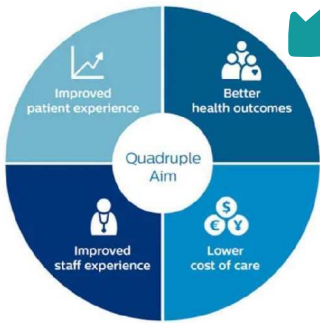 Improved
patient experience
Better
health outcomes
Quadruple
Aim
Improved
staff experience
$
€ ¥
Lower
cost of care